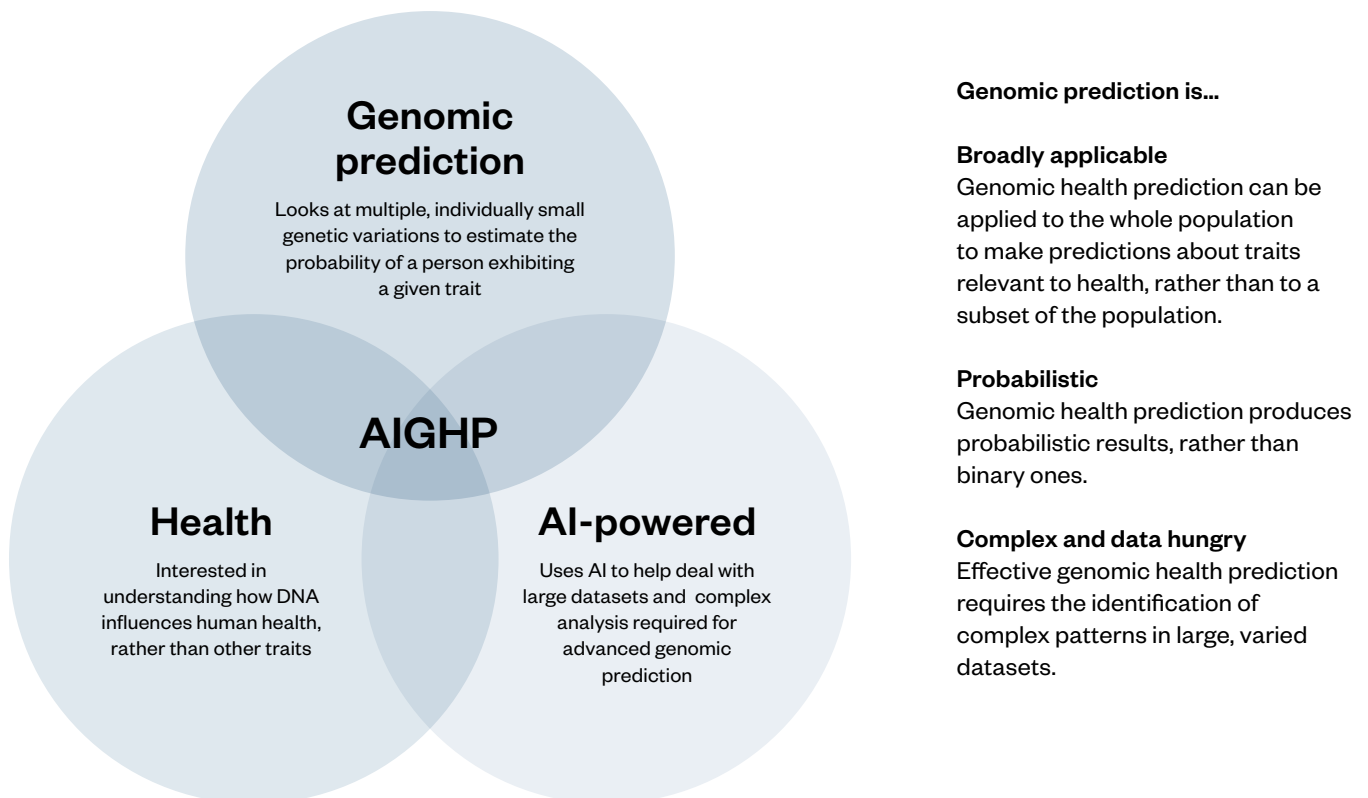 Genomic
prediction
Looks at multiple, individually small
genetic variations to estimate the
probability of a person exhibiting
a given trait
AIGHP
Health
Interested in
understanding how DNA
influences human health,
rather than other traits
AI-powered
Uses AI to help deal with
large datasets and complex
analysis required for
advanced genomic
prediction
Genomic prediction is...
Broadly applicable
Genomic health prediction can be
applied to the whole population
to make predictions about traits
relevant to health, rather than to a
subset of the population.
Probabilistic
Genomic health prediction produces
probabilistic results, rather than
binary ones.
Complex and data hungry
Effective genomic health prediction
requires the identification of
complex patterns in large, varied
datasets.